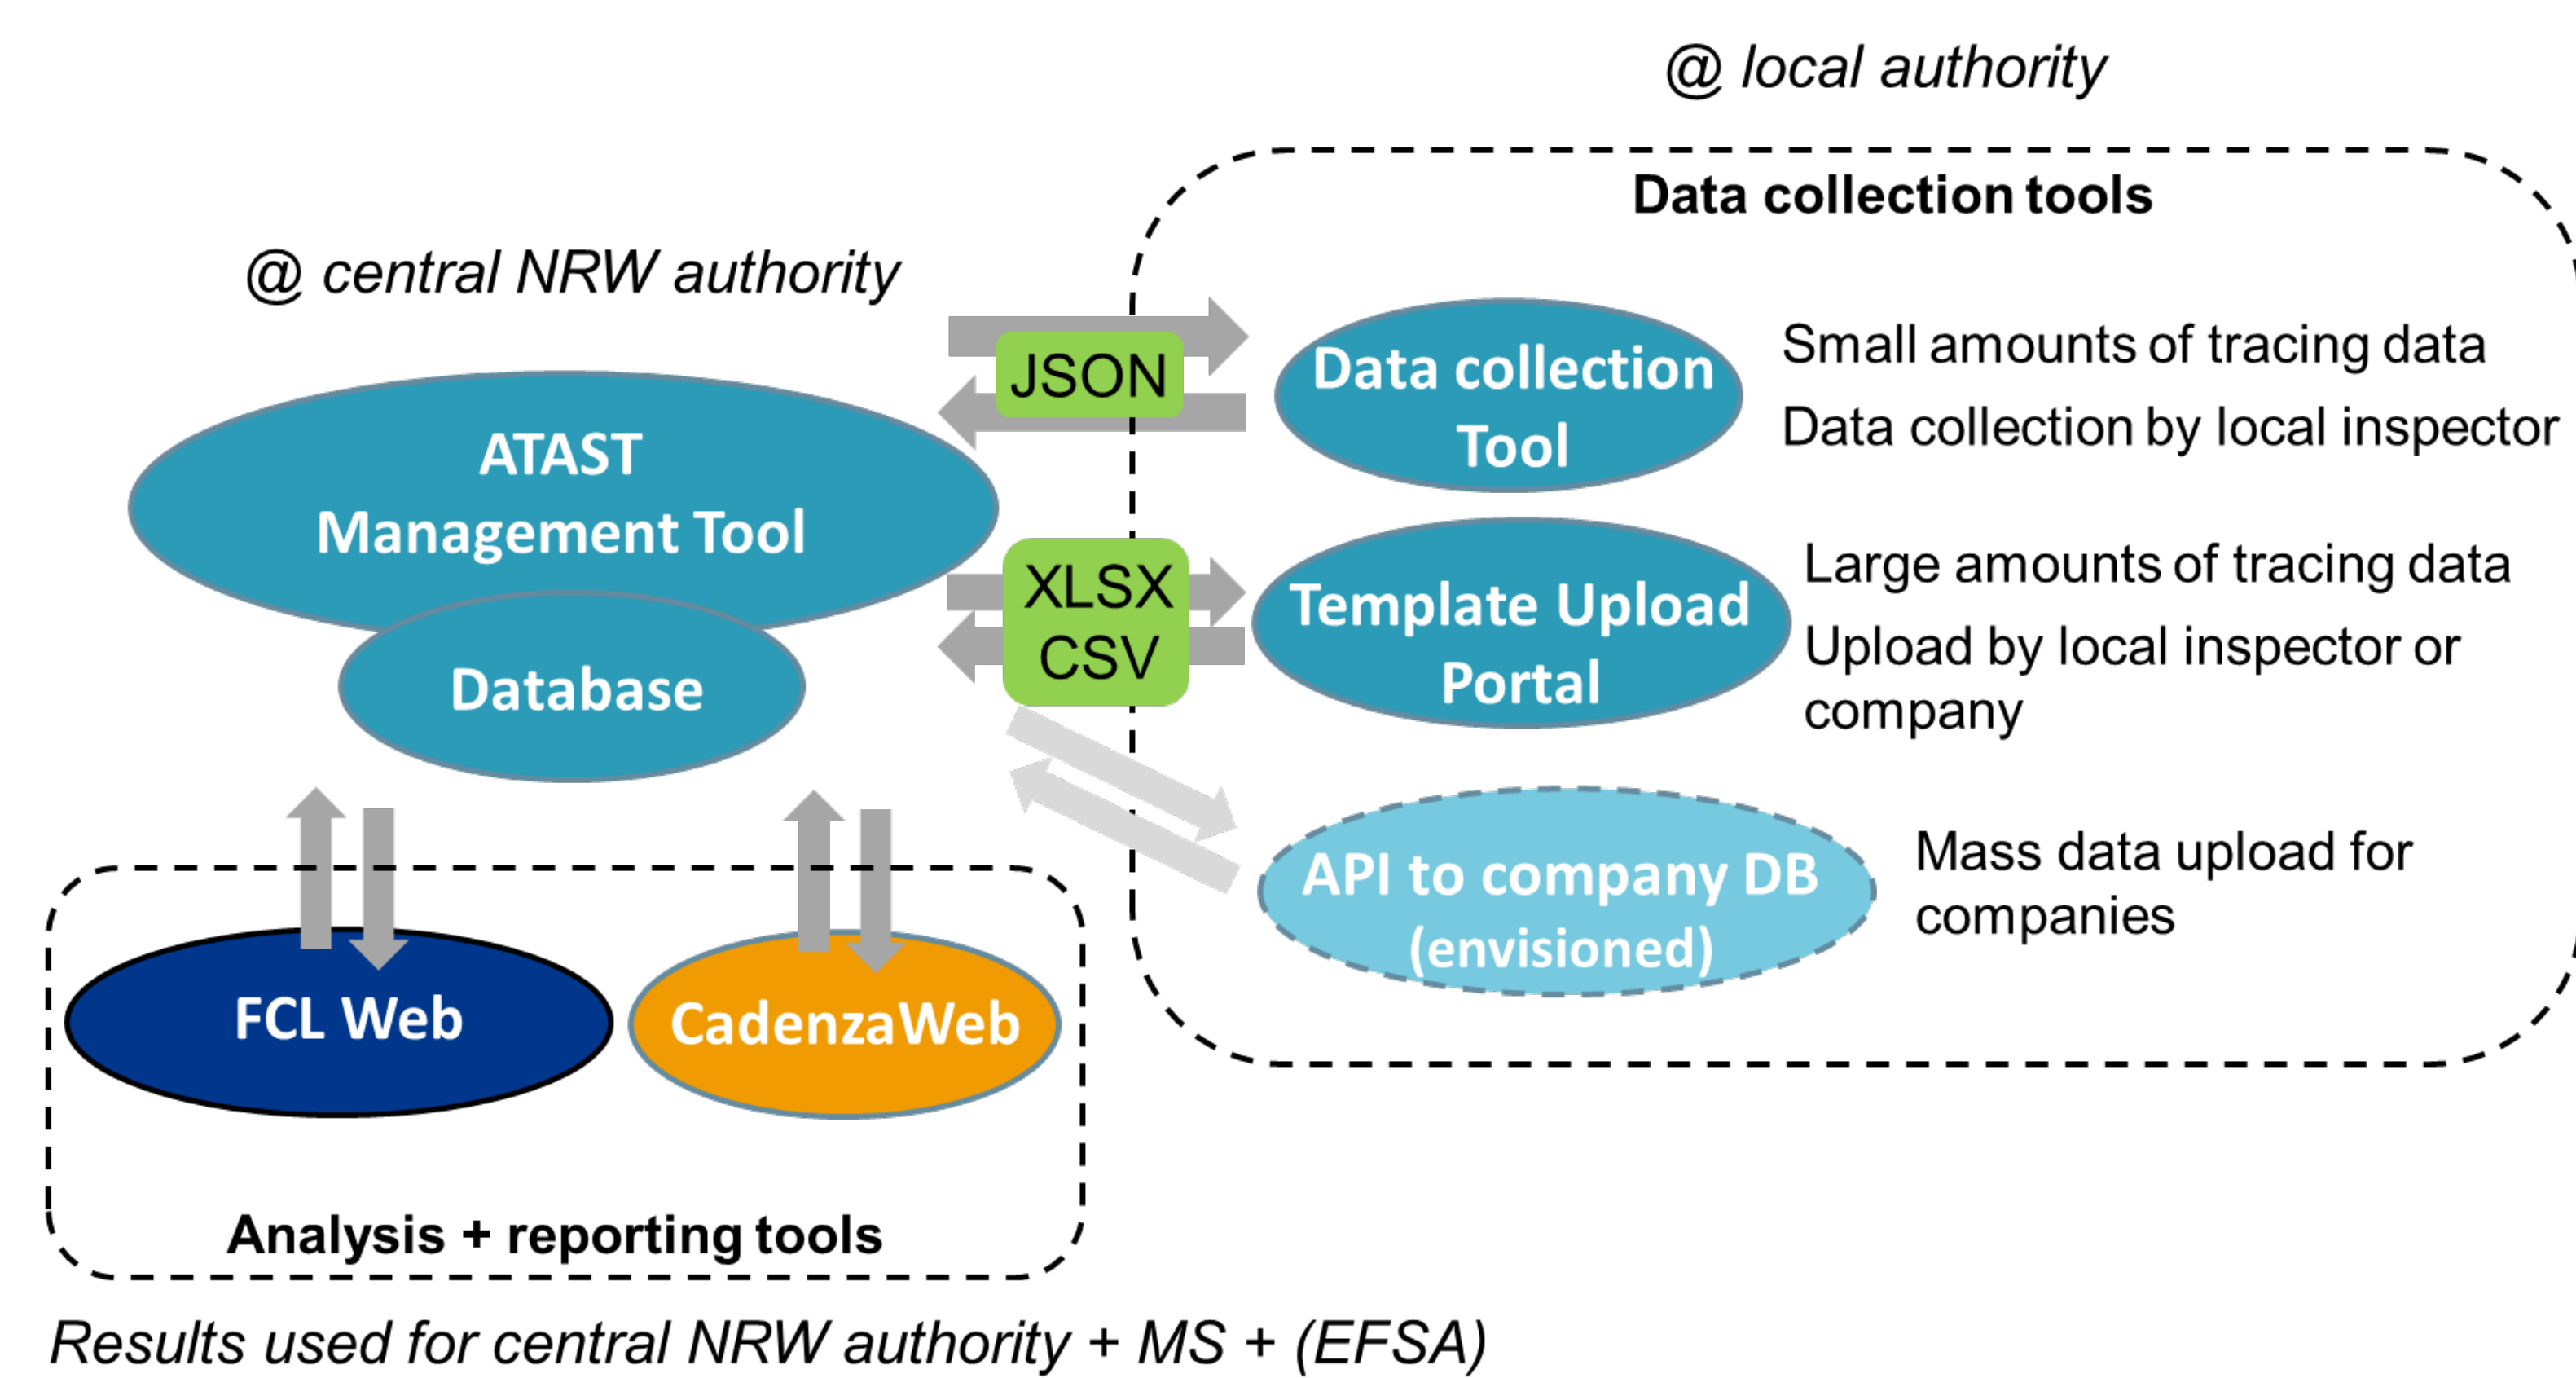 @ local authority
Data collection tools
@ central NRW authority
JSON
Data collection
Tool
Small amounts of tracing data
Data collection by local inspector
ATAST
Management Tool
Database
XLSX
CSV
Template Upload
Portal
Large amounts of tracing data
Upload by local inspector or
company
API to company DB
(envisioned)
Mass data upload for
companies
FCL Web
CadenzaWeb
Analysis + reporting tools
Results used for central NRW authority + MS + (EFSA)